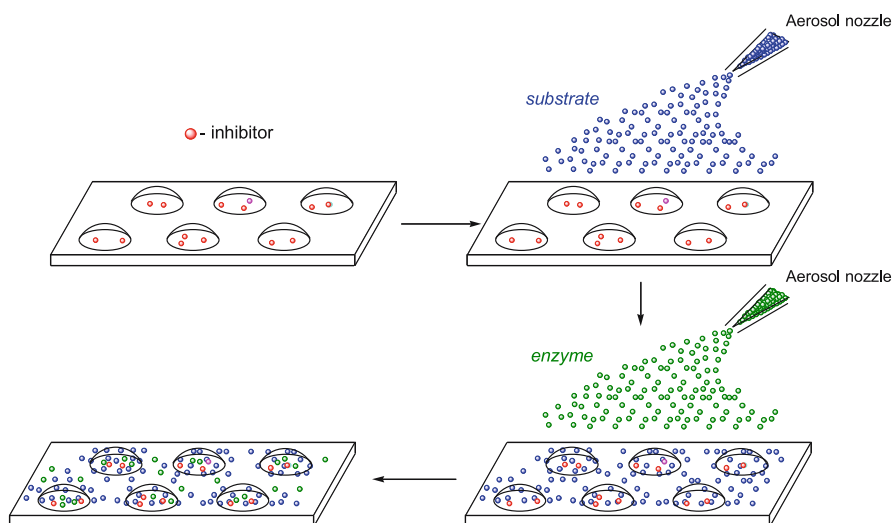 Aerosol nozzle
substrate
- inhibitor
Aerosol nozzle
enzyme